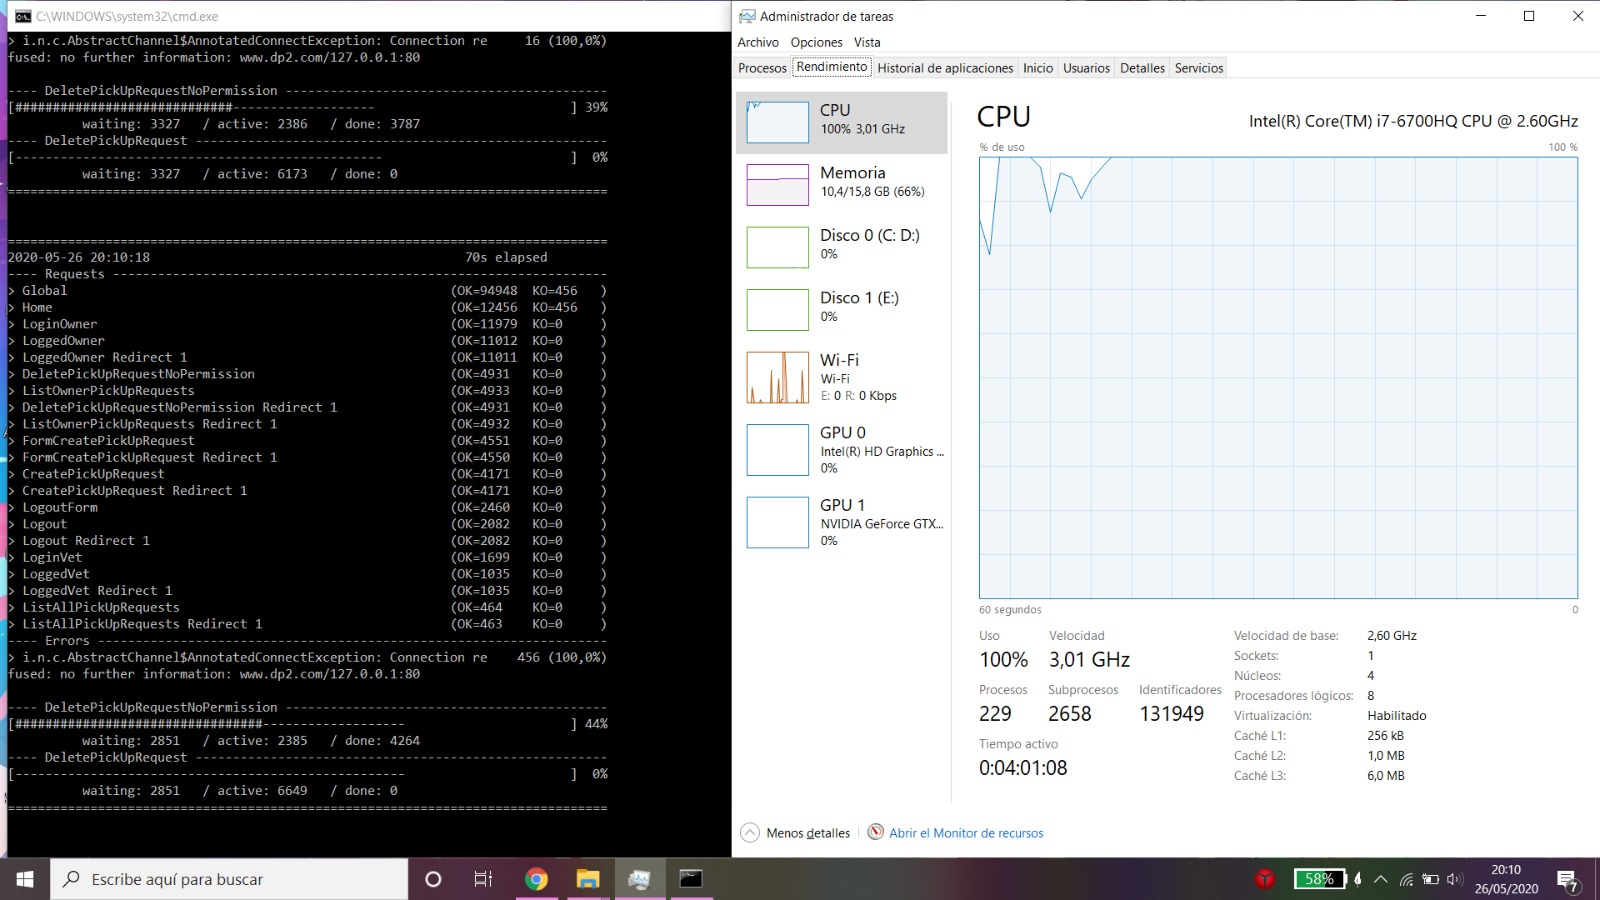 C:\WINDOWS\system32\cmd.exe
> i.n.c.AbstractChannel$AnnotatedConnectException: Connection re     16 (100,0%)
fused: no further information: www.dp2.com/127.0.0.1:80
---- DeletePickUpRequestNoPermission -------------------------------------------
[#############################-------------------                          ] 39%
          waiting: 3327   / active: 2386   / done: 3787
---- DeletePickUpRequest -------------------------------------------------------
[-------------------------------------------------                         ]  0%
          waiting: 3327   / active: 6173   / done: 0
================================================================================
================================================================================
2020-05-26 20:10:18                                          70s elapsed
---- Requests ------------------------------------------------------------------
> Global                                                   (OK=94948  KO=456   )
> Home                                                     (OK=12456  KO=456   )
> LoginOwner                                               (OK=11979  KO=0     )
> LoggedOwner                                              (OK=11012  KO=0     )
> LoggedOwner Redirect 1                                   (OK=11011  KO=0     )
> DeletePickUpRequestNoPermission                          (OK=4931   KO=0     )
> ListOwnerPickUpRequests                                  (OK=4933   KO=0     )
> DeletePickUpRequestNoPermission Redirect 1               (OK=4931   KO=0     )
> ListOwnerPickUpRequests Redirect 1                       (OK=4932   KO=0     )
> FormCreatePickUpRequest                                  (OK=4551   KO=0     )
> FormCreatePickUpRequest Redirect 1                       (OK=4550   KO=0     )
> CreatePickUpRequest                                      (OK=4171   KO=0     )
> CreatePickUpRequest Redirect 1                           (OK=4171   KO=0     )
> LogoutForm                                               (OK=2460   KO=0     )
> Logout                                                   (OK=2082   KO=0     )
> Logout Redirect 1                                        (OK=2082   KO=0     )
> LoginVet                                                 (OK=1699   KO=0     )
> LoggedVet                                                (OK=1035   KO=0     )
> LoggedVet Redirect 1                                     (OK=1035   KO=0     )
> ListAllPickUpRequests                                    (OK=464    KO=0     )
> ListAllPickUpRequests Redirect 1                         (OK=463    KO=0     )
---- Errors --------------------------------------------------------------------
> i.n.c.AbstractChannel$AnnotatedConnectException: Connection re    456 (100,0%)
fused: no further information: www.dp2.com/127.0.0.1:80
---- DeletePickUpRequestNoPermission -------------------------------------------
[#################################-------------------                      ] 44%
          waiting: 2851   / active: 2385   / done: 4264
---- DeletePickUpRequest -------------------------------------------------------
[----------------------------------------------------                      ]  0%
          waiting: 2851   / active: 6649   / done: 0
================================================================================
Administrador de tareas
Archivo Opciones Vista
Procesos Rendimiento Historial de aplicaciones Inicio Usuarios Detalles Servicios
CPU
100% 3,01 GHz
Memoria
10,4/15,8 GB (66%)
Disco 0 (C: D:)
0%
Disco 1 (E:)
0%
Wi-Fi
Wi-Fi
E: 0 R: 0 Kbps
GPU 0
Intel(R) HD Graphics ...
0%
GPU 1
NVIDIA GeForce GTX...
0%
CPU Intel(R) Core(TM) i7-6700HQ CPU @ 2.60GHz
% de uso 100 %
60 segundos 0
Uso Velocidad
100% 3,01 GHz
Procesos Subprocesos Identificadores
229 2658 131949
Tiempo activo
0:04:01:08
Velocidad de base: 2,60 GHz
Sockets: 1
Núcleos: 4
Procesadores lógicos: 8
Virtualización: Habilitado
Caché L1: 256 kB
Caché L2: 1,0 MB
Caché L3: 6,0 MB
Menos detalles Abrir el Monitor de recursos
Escribe aquí para buscar
58%
20:10
26/05/2020
7